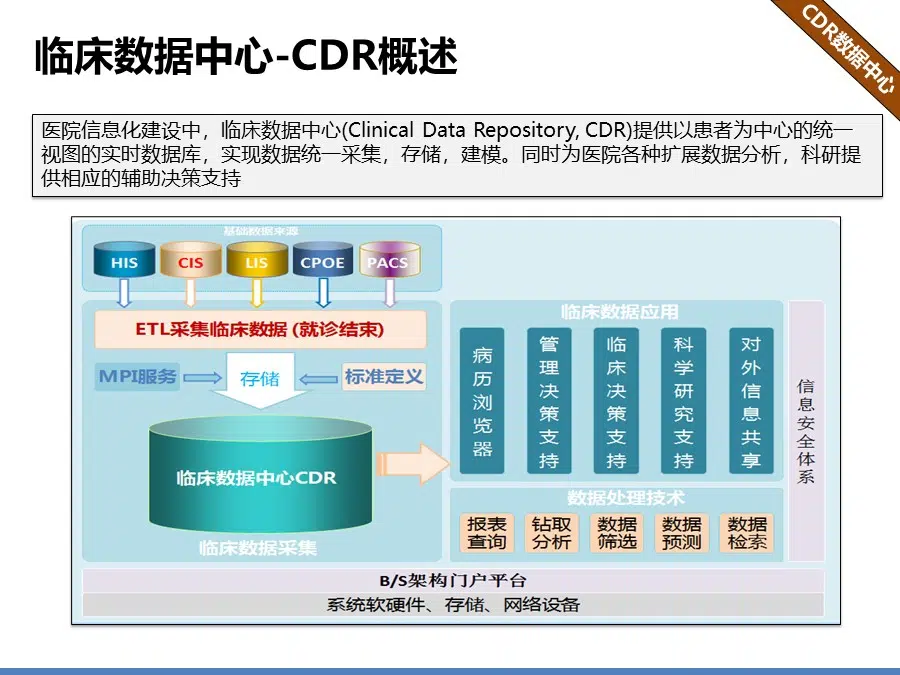 CDR数据中心
临床数据中心-CDR概述
医院信息化建设中，临床数据中心(Clinical Data Repository, CDR)提供以患者为中心的统一
视图的实时数据库，实现数据统一采集，存储，建模。同时为医院各种扩展数据分析，科研提
供相应的辅助决策支持
基础数据来源
HIS
CIS
LIS
CPOE
PACS
ETL采集临床数据 (就诊结束)
MPI服务
存储
标准定义
临床数据中心CDR
临床数据采集
临床数据应用
病历浏览器
管理决策支持
临床决策支持
科学研究支持
对外信息共享
数据处理技术
报表
查询
钻取
分析
数据
筛选
数据
预测
数据
检索
信息安全体系
B/S架构门户平台
系统软硬件、存储、网络设备